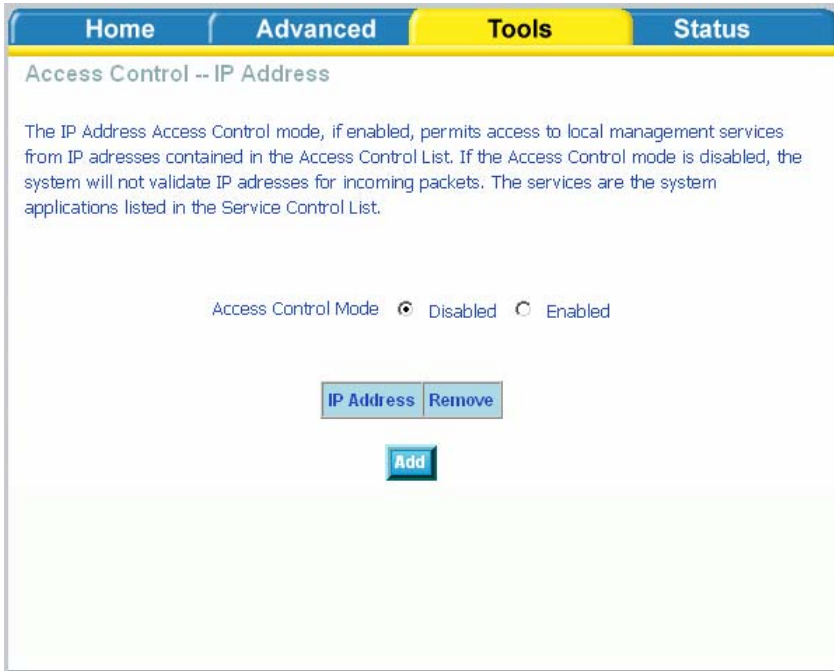 Home Advanced Tools Status
Access Control -- IP Address
The IP Address Access Control mode, if enabled, permits access to local management services
from IP adresses contained in the Access Control List. If the Access Control mode is disabled, the
system will not validate IP adresses for incoming packets. The services are the system
applications listed in the Service Control List.
Access Control Mode Disabled Enabled
IP Address Remove
Add